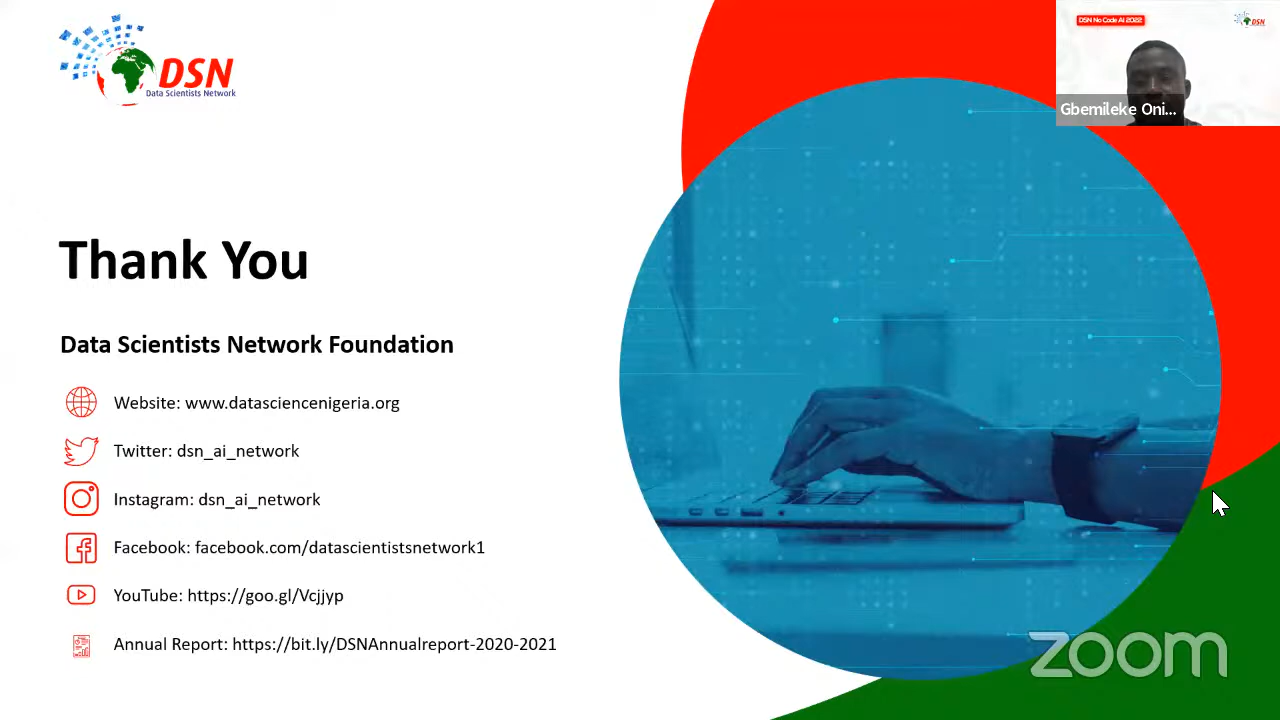 DSN
Data Scientists Network
DSN No Code AI 2022
DSN
Gbemileke Oni...
Thank You
Data Scientists Network Foundation
Website: www.datasciencenigeria.org
Twitter: dsn_ai_network
Instagram: dsn_ai_network
Facebook: facebook.com/datascientistsnetwork1
YouTube: https://goo.gl/Vcjjyp
Annual Report: https://bit.ly/DSNAnnualreport-2020-2021
zoom